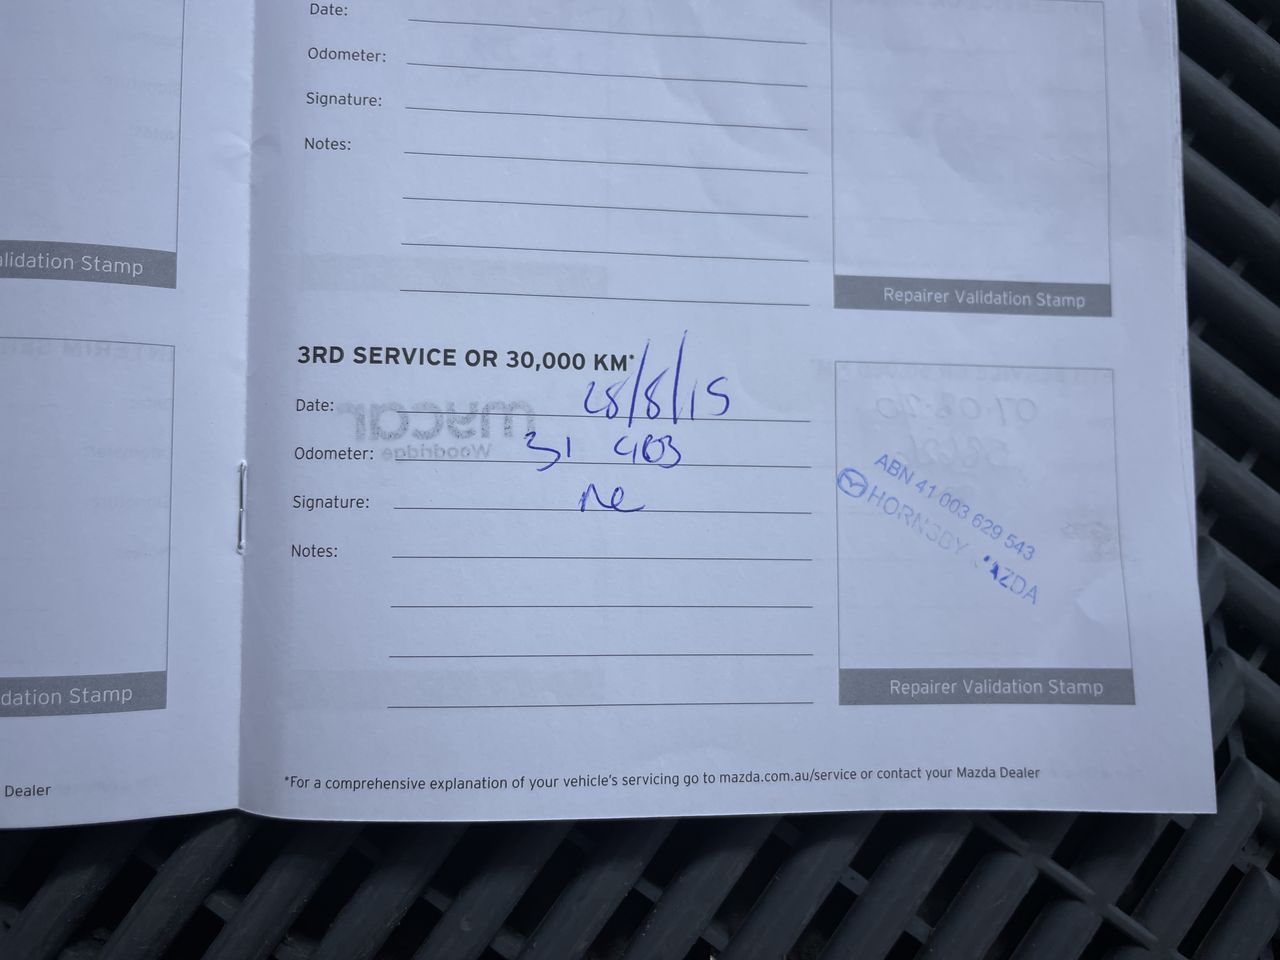 Date:
Odometer:
Signature:
Notes:
alidation Stamp
Repairer Validation Stamp
3RD SERVICE OR 30,000 KM*
Date: 28/8/15
Odometer: 31 403
Signature:
Notes:
ABN 41 003 629 543
HORNSBY MAZDA
dation Stamp
Repairer Validation Stamp
*For a comprehensive explanation of your vehicle's servicing go to mazda.com.au/service or contact your Mazda Dealer
Dealer
mycar
Woodridge